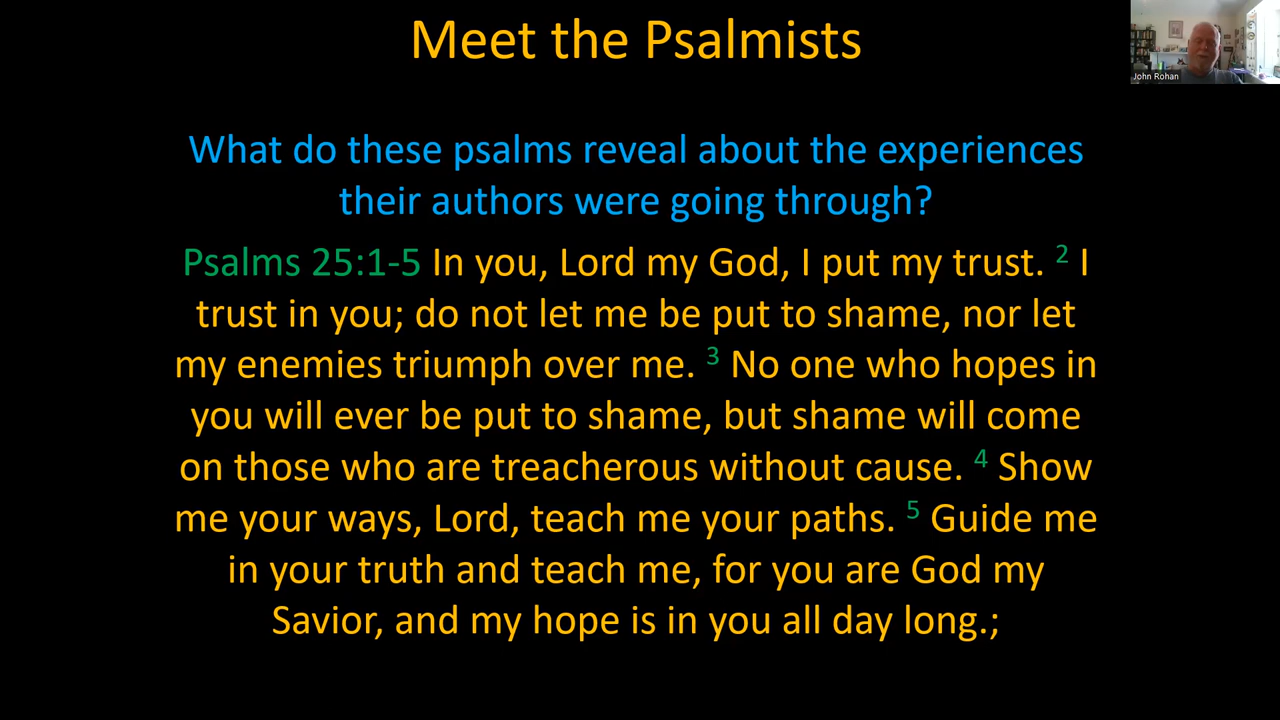 Meet the Psalmists
John Rohan
What do these psalms reveal about the experiences
their authors were going through?
Psalms 25:1-5 In you, Lord my God, I put my trust. 2 I
trust in you; do not let me be put to shame, nor let
my enemies triumph over me. 3 No one who hopes in
you will ever be put to shame, but shame will come
on those who are treacherous without cause. 4 Show
me your ways, Lord, teach me your paths. 5 Guide me
in your truth and teach me, for you are God my
Savior, and my hope is in you all day long.;